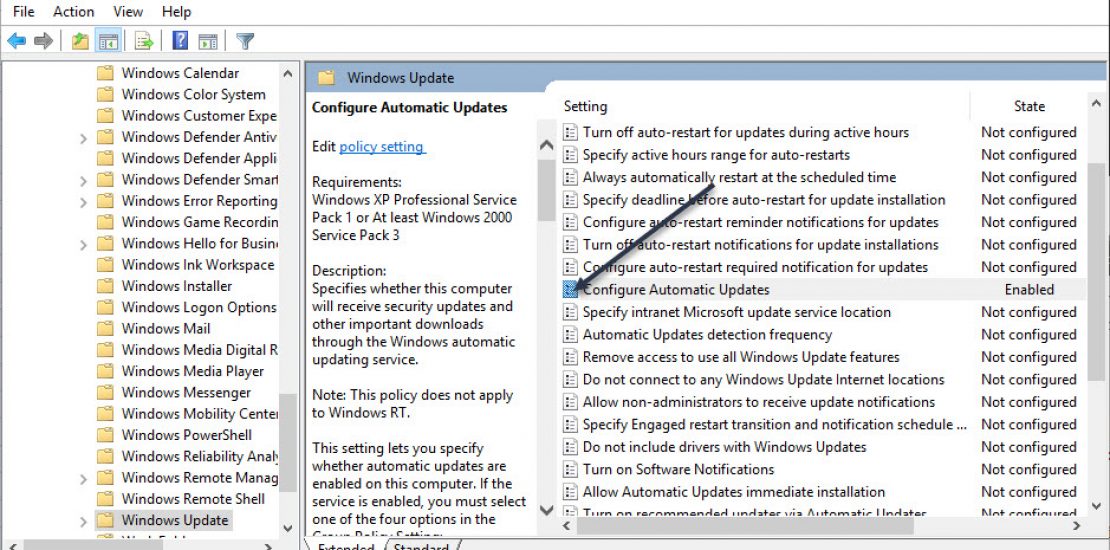 File Action View Help
Windows Calendar
Windows Color System
Windows Customer Expe
Windows Defender Antiv
Windows Defender Appli
Windows Defender Smart
Windows Error Reporting
Windows Game Recordin
Windows Hello for Busin
Windows Ink Workspace
Windows Installer
Windows Logon Options
Windows Mail
Windows Media Digital R
Windows Media Player
Windows Messenger
Windows Mobility Center
Windows PowerShell
Windows Reliability Analy
Windows Remote Manag
Windows Remote Shell
Windows Update
Windows Update
Configure Automatic Updates
Edit policy setting
Requirements:
Windows XP Professional Service
Pack 1 or At least Windows 2000
Service Pack 3
Description:
Specifies whether this computer
will receive security updates and
other important downloads
through the Windows automatic
updating service.
Note: This policy does not apply
to Windows RT.
This setting lets you specify
whether automatic updates are
enabled on this computer. If the
service is enabled, you must select
one of the four options in the
Group Policy Setting:
Setting State
Turn off auto-restart for updates during active hours Not configured
Specify active hours range for auto-restarts Not configured
Always automatically restart at the scheduled time Not configured
Specify deadline before auto-restart for update installation Not configured
Configure auto-restart reminder notifications for updates Not configured
Turn off auto-restart notifications for update installations Not configured
Configure auto-restart required notification for updates Not configured
Configure Automatic Updates Enabled
Specify intranet Microsoft update service location Not configured
Automatic Updates detection frequency Not configured
Remove access to use all Windows Update features Not configured
Do not connect to any Windows Update Internet locations Not configured
Allow non-administrators to receive update notifications Not configured
Specify Engaged restart transition and notification schedule ... Not configured
Do not include drivers with Windows Updates Not configured
Turn on Software Notifications Not configured
Allow Automatic Updates immediate installation Not configured
Turn on recommended updates via Automatic Updates Not configured
Extended Standard